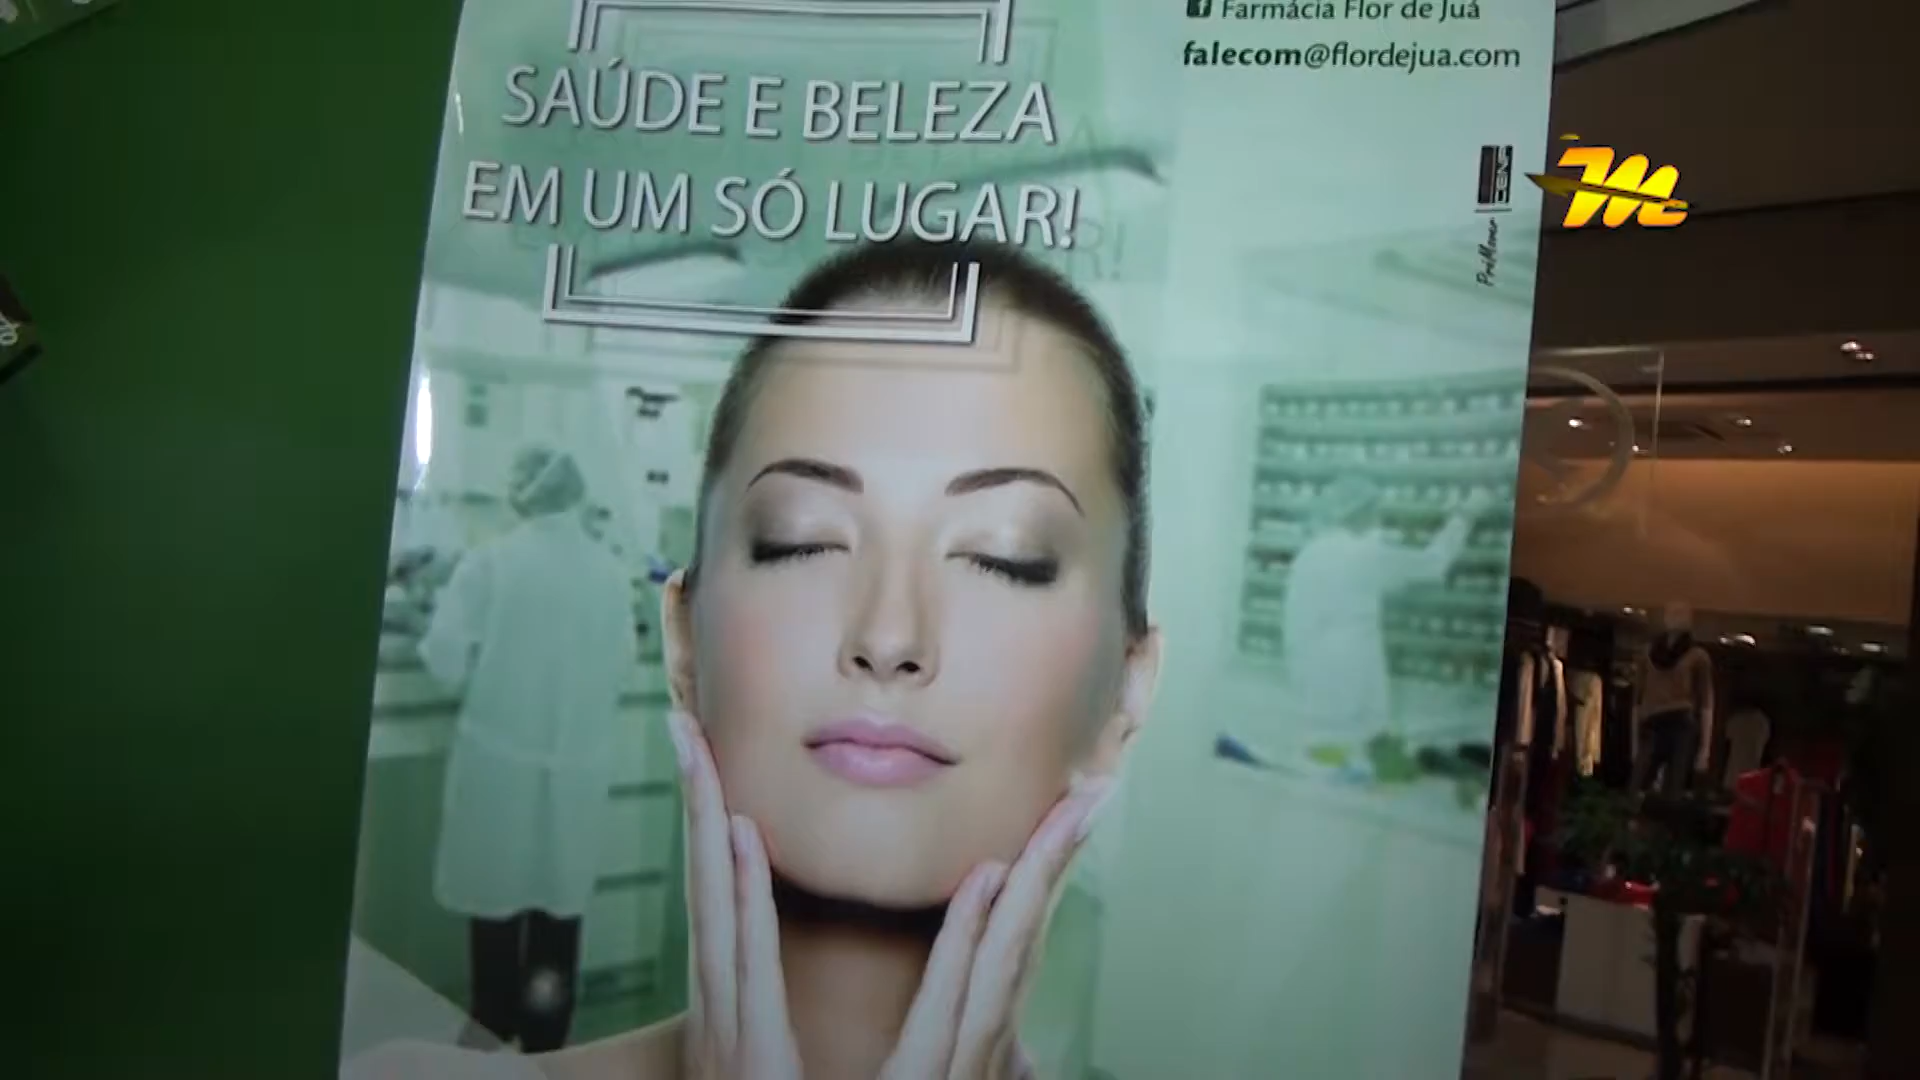 Farmácia Flor de Juá
falecom@flordejua.com
SAÚDE E BELEZA
EM UM SÓ LUGAR!
m